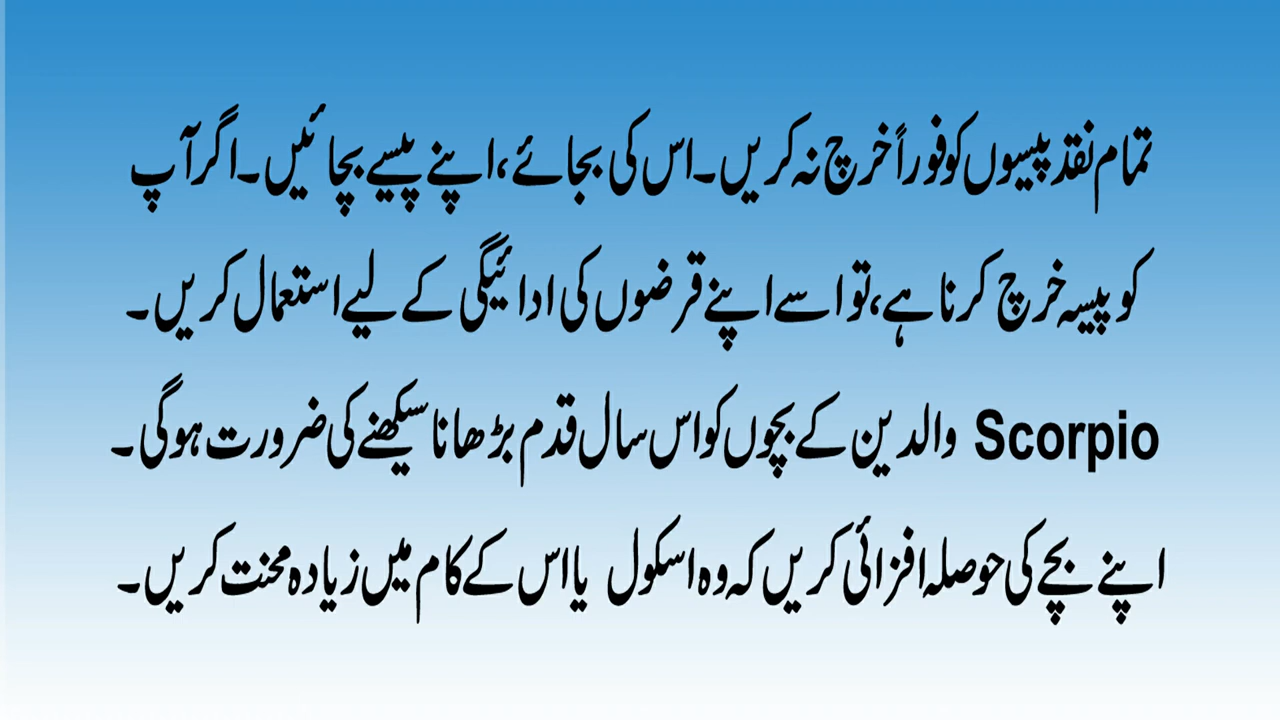 تمام نقد پیسوں کو فوراً خرچ نہ کریں۔ اس کی بجائے، اپنے پیسے بچائیں۔ اگر آپ
کو پیسہ خرچ کرنا ہے، تو اسے اپنے قرضوں کی ادائیگی کے لیے استعمال کریں۔
Scorpio والدین کے بچوں کو اس سال قدم بڑھانا سیکھنے کی ضرورت ہوگی۔
اپنے بچے کی حوصلہ افزائی کریں کہ وہ اسکول یا اس کے کام میں زیادہ محنت کریں۔